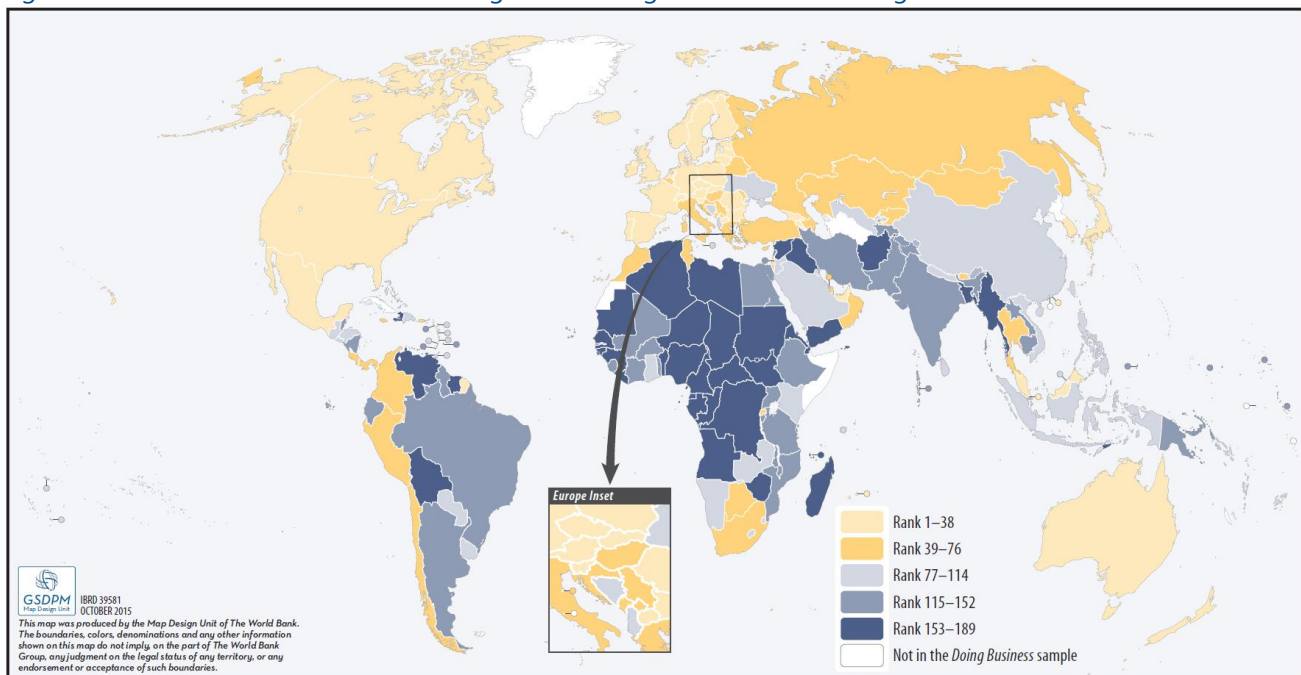 Europe Inset
Rank 1–38
Rank 39–76
Rank 77–114
Rank 115–152
Rank 153–189
Not in the Doing Business sample
GSDPM
Map Design Unit
IBRD 39581
OCTOBER 2015
This map was produced by the Map Design Unit of The World Bank.
The boundaries, colors, denominations and any other information
shown on this map do not imply, on the part of The World Bank
Group, any judgment on the legal status of any territory, or any
endorsement or acceptance of such boundaries.